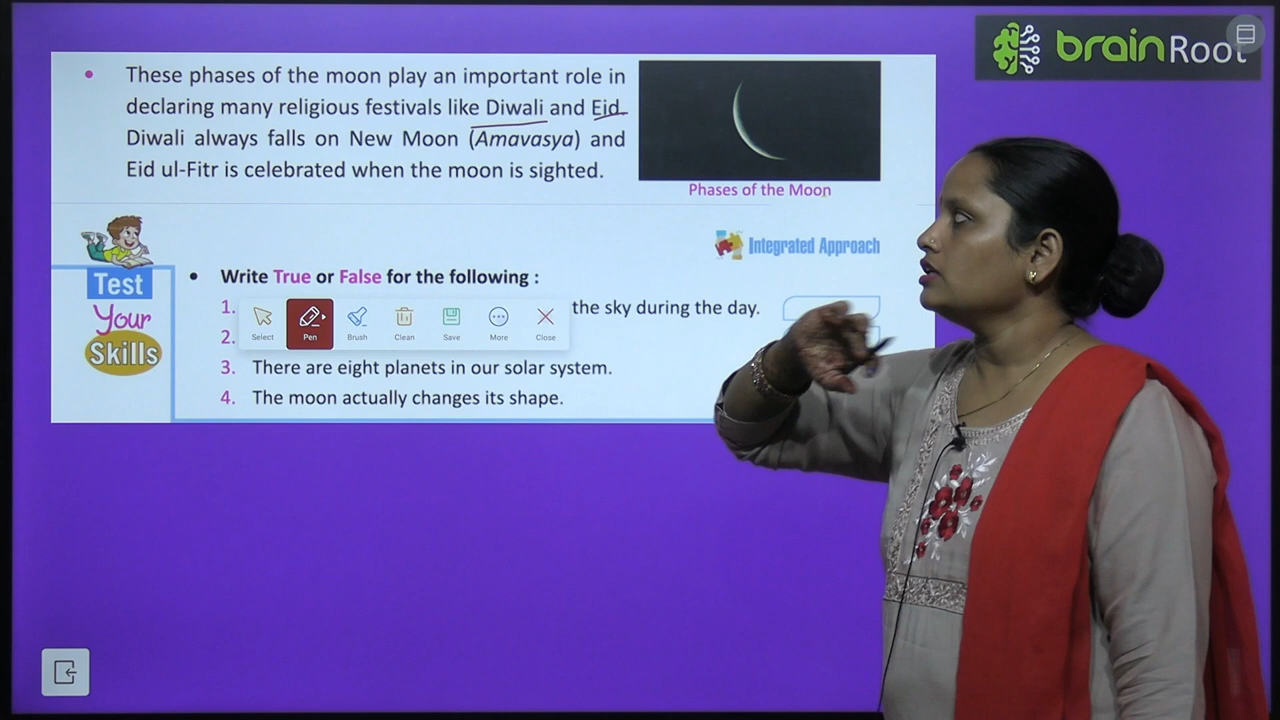 brainRoot
• These phases of the moon play an important role in
declaring many religious festivals like Diwali and Eid.
Diwali always falls on New Moon (Amavasya) and
Eid ul-Fitr is celebrated when the moon is sighted.
Phases of the Moon
Integrated Approach
Test
Your
Skills
• Write True or False for the following :
1. the sky during the day.
2.
3. There are eight planets in our solar system.
4. The moon actually changes its shape.
Select Pen Brush Clean Save More Close